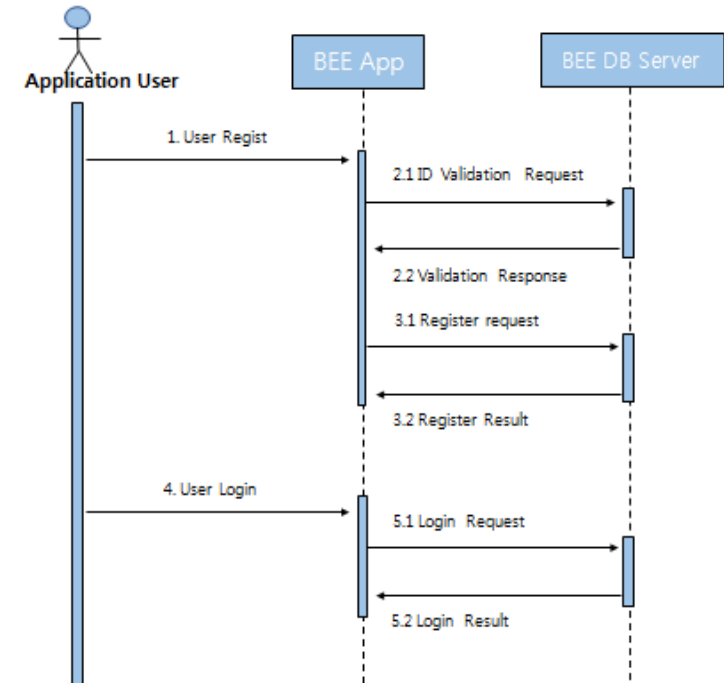 BEE App
BEE DB Server
Application User
1. User Regist
2.1 ID Validation Request
2.2 Validation Response
3.1 Register request
3.2 Register Result
4. User Login
5.1 Login Request
5.2 Login Result